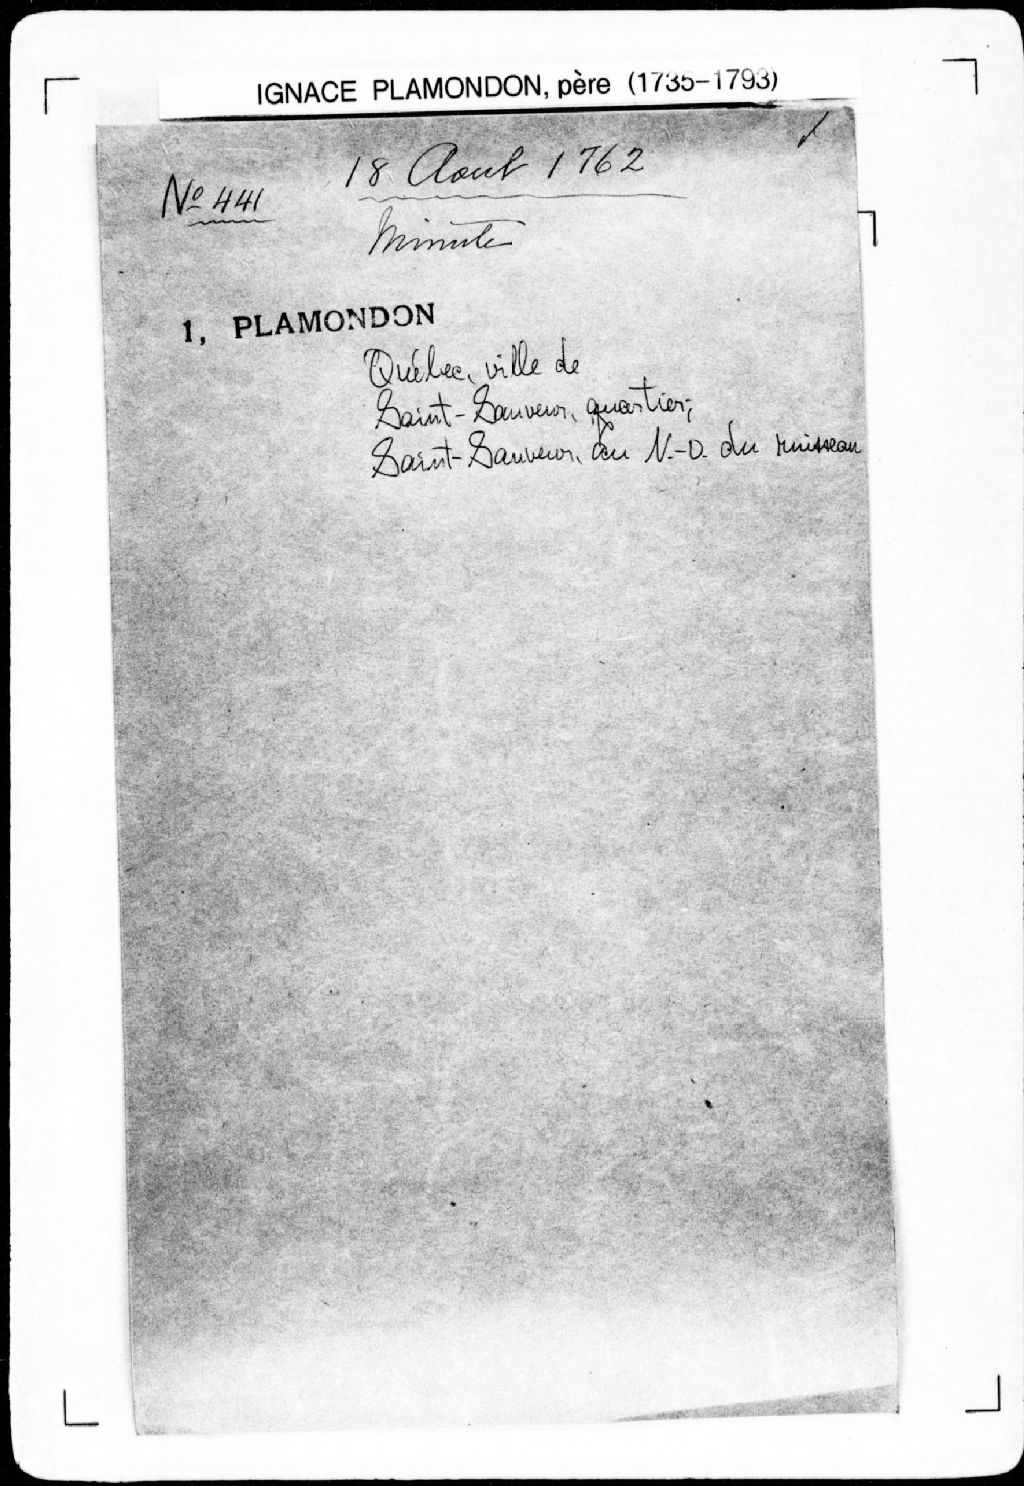 IGNACE PLAMONDON, père (1735-1793)
18 Aout 1762
No 441
Minute
1, PLAMONDON
Québec, ville de
Saint-Sauveur, quartier;
Saint-Sauveur, au N.-O. du ruisseau